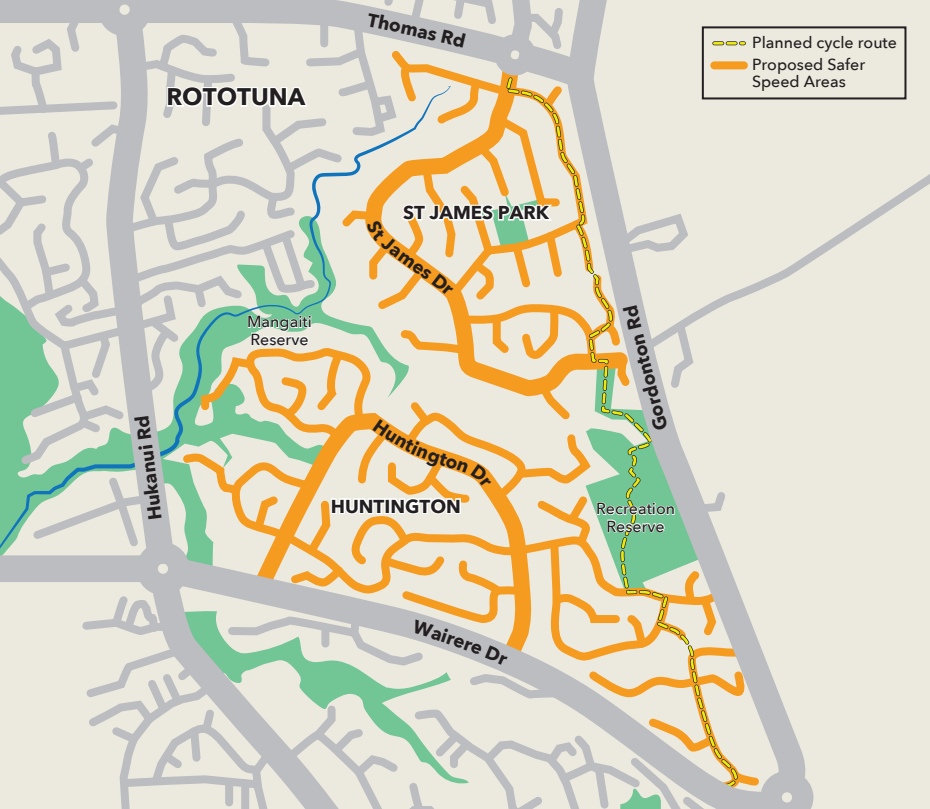 Thomas Rd
Planned cycle route
Proposed Safer
Speed Areas
ROTOTUNA
ST JAMES PARK
St James Dr
Mangaiti
Reserve
Gordonton Rd
Hukanui Rd
Huntington Dr
HUNTINGTON
Recreation
Reserve
Wairere Dr